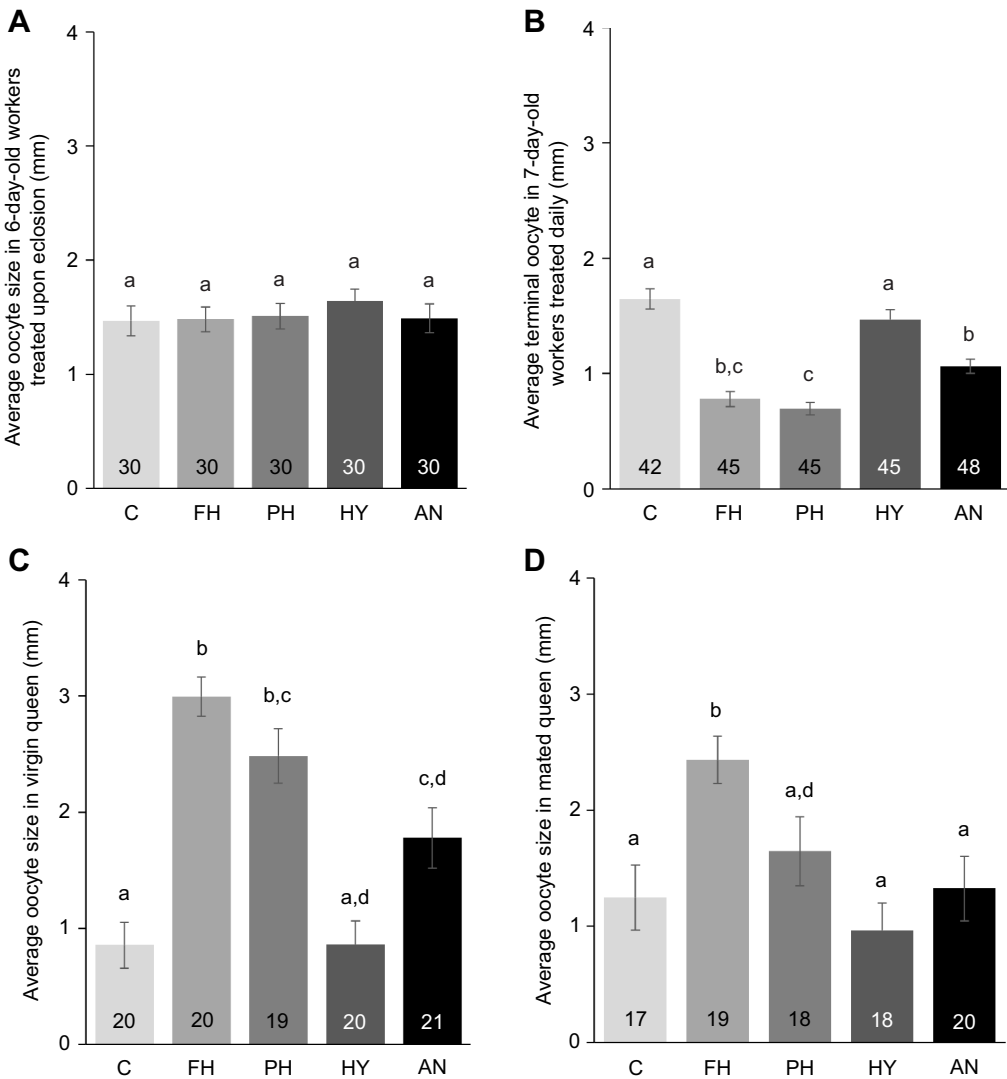 A
Average oocyte size in 6-day-old workers
treated upon eclosion (mm)
4
3
2
1
0
a
a
a
a
a
30
30
30
30
30
C
FH
PH
HY
AN
B
Average terminal oocyte in 7-day-old
workers treated daily (mm)
4
3
2
1
0
a
b,c
c
a
b
42
45
45
45
48
C
FH
PH
HY
AN
C
Average oocyte size in virgin queen (mm)
4
3
2
1
0
a
b
b,c
a,d
c,d
20
20
19
20
21
C
FH
PH
HY
AN
D
Average oocyte size in mated queen (mm)
4
3
2
1
0
a
b
a,d
a
a
17
19
18
18
20
C
FH
PH
HY
AN